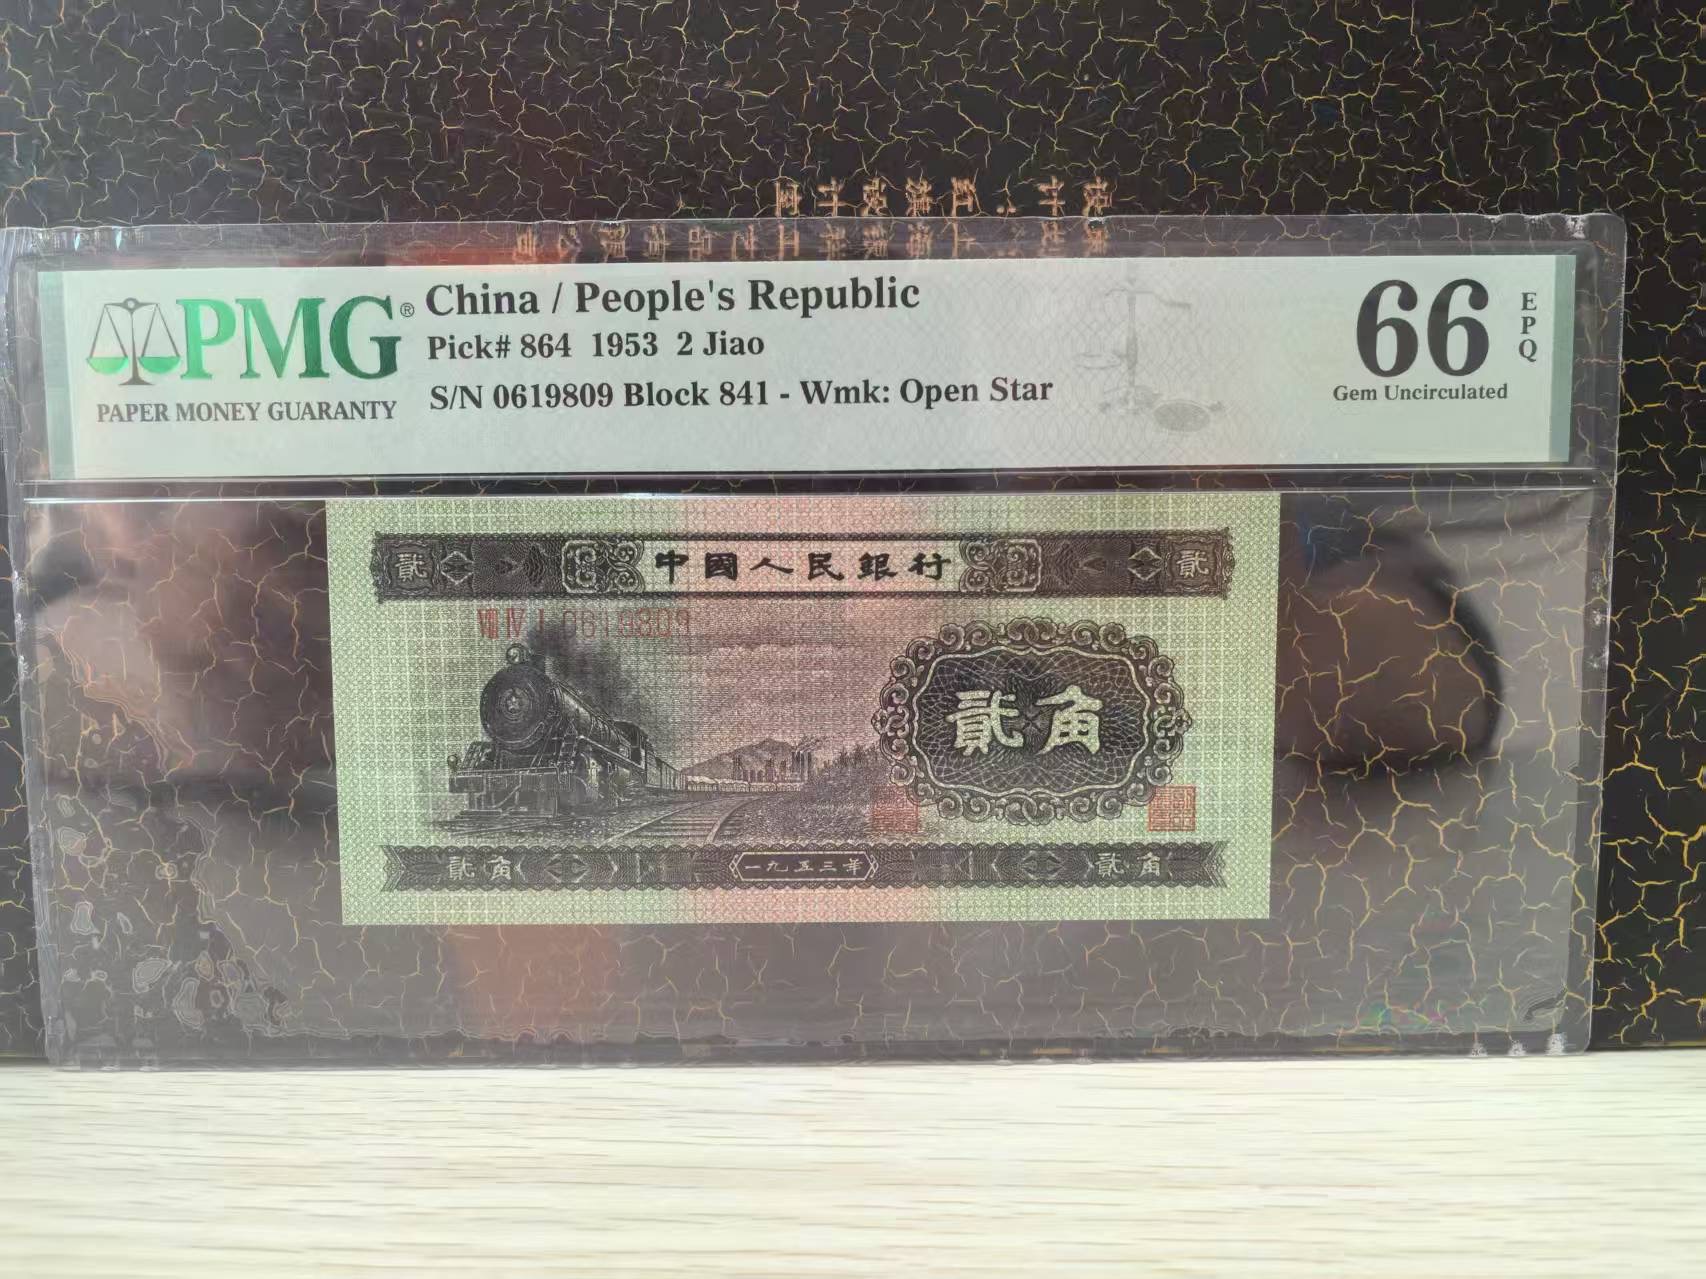 PMG®
PAPER MONEY GUARANTY
China / People's Republic
Pick# 864 1953 2 Jiao
S/N 0619809 Block 841 - Wmk: Open Star
66
EPQ
Gem Uncirculated
貳 中國人民銀行 貳
VIII IV I 0619809
貳角
貳角 一九五三年 貳角